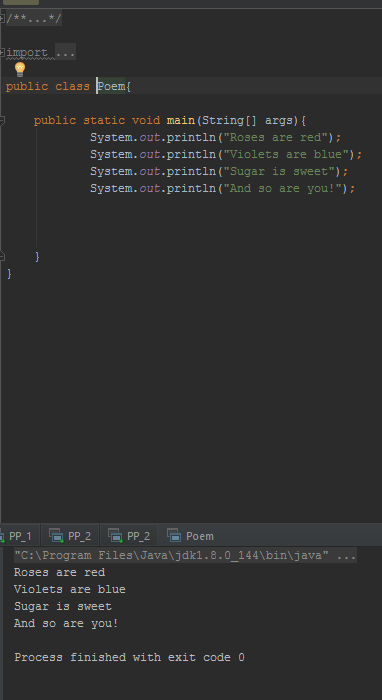 /**...*/
import ...
public class Poem{
public static void main(String[] args){
System.out.println("Roses are red");
System.out.println("Violets are blue");
System.out.println("Sugar is sweet");
System.out.println("And so are you!");
}
}
PP_1 PP_2 PP_2 Poem
"C:\Program Files\Java\jdk1.8.0_144\bin\java" ...
Roses are red
Violets are blue
Sugar is sweet
And so are you!
Process finished with exit code 0